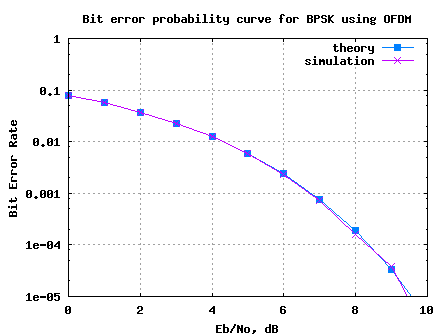 Bit error probability curve for BPSK using OFDM
theory
simulation
1
0.1
0.01
0.001
1e-04
1e-05
Bit Error Rate
0 2 4 6 8 10
Eb/No, dB